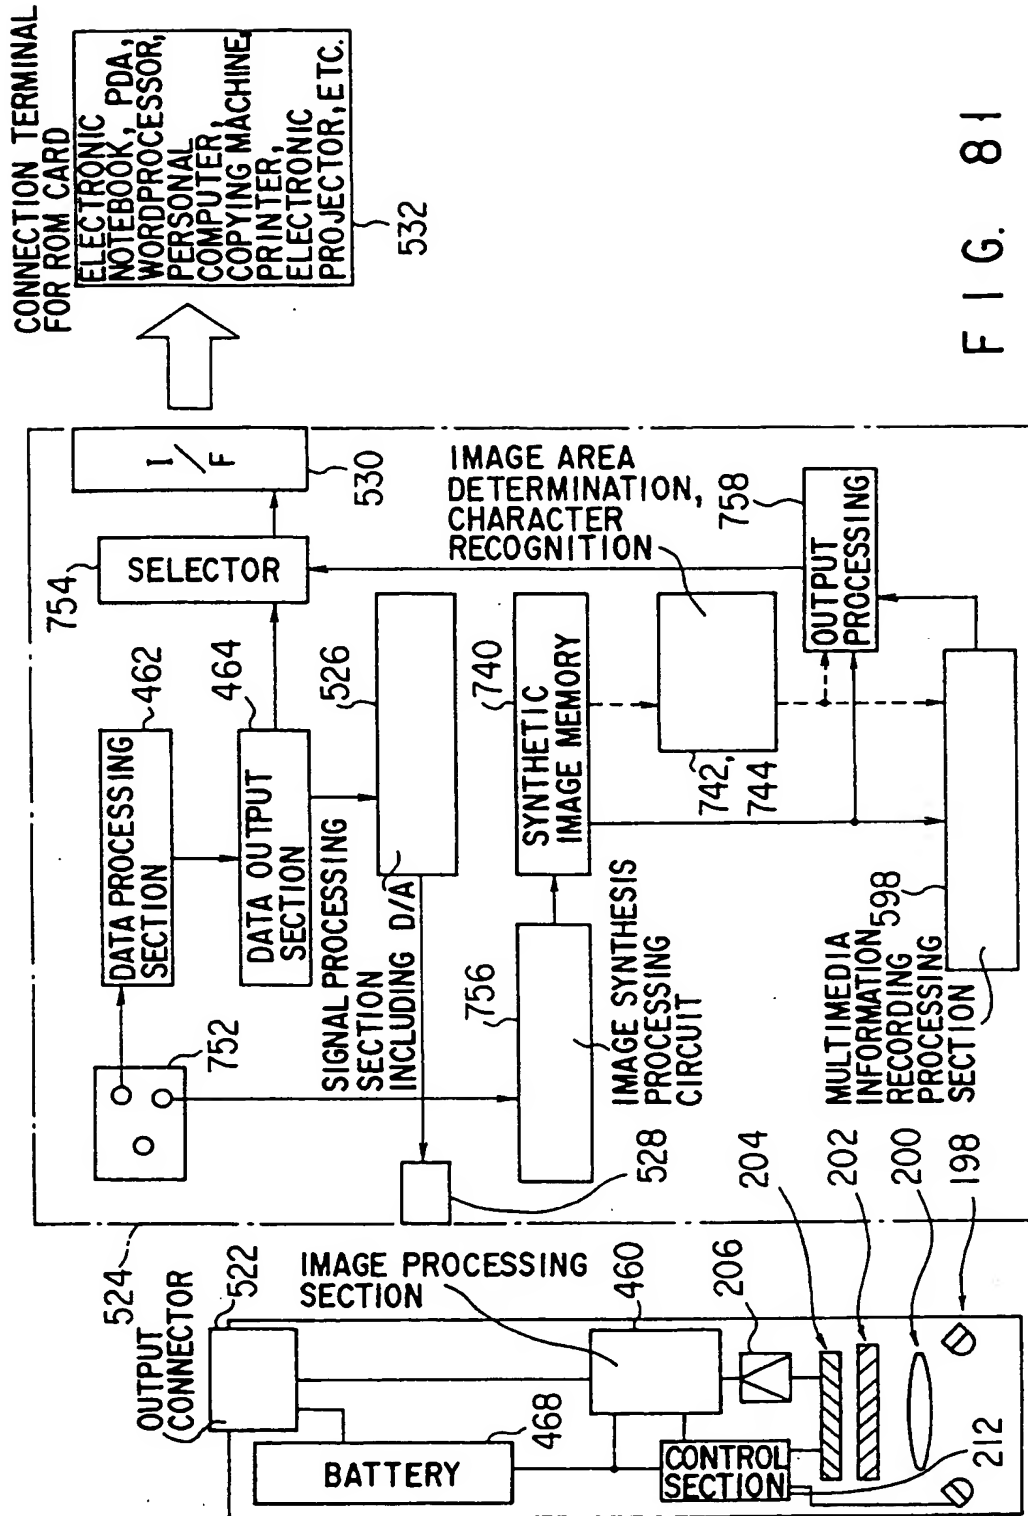 CONNECTION TERMINAL
FOR ROM CARD
ELECTRONIC
NOTEBOOK, PDA,
WORDPROCESSOR,
PERSONAL
COMPUTER,
COPYING MACHINE,
PRINTER,
ELECTRONIC
PROJECTOR, ETC.
532
I/F
530
754
SELECTOR
DATA PROCESSING
SECTION
462
DATA OUTPUT
SECTION
464
752
SIGNAL PROCESSING
SECTION
INCLUDING D/A
526
528
IMAGE AREA
DETERMINATION,
CHARACTER
RECOGNITION
740
SYNTHETIC
IMAGE MEMORY
742,
744
756
IMAGE SYNTHESIS
PROCESSING
CIRCUIT
758
OUTPUT
PROCESSING
MULTIMEDIA
INFORMATION
RECORDING
PROCESSING
SECTION
598
524
OUTPUT
CONNECTOR
522
IMAGE PROCESSING
SECTION
460
BATTERY
468
CONTROL
SECTION
206
204
202
200
198
212
FIG. 81